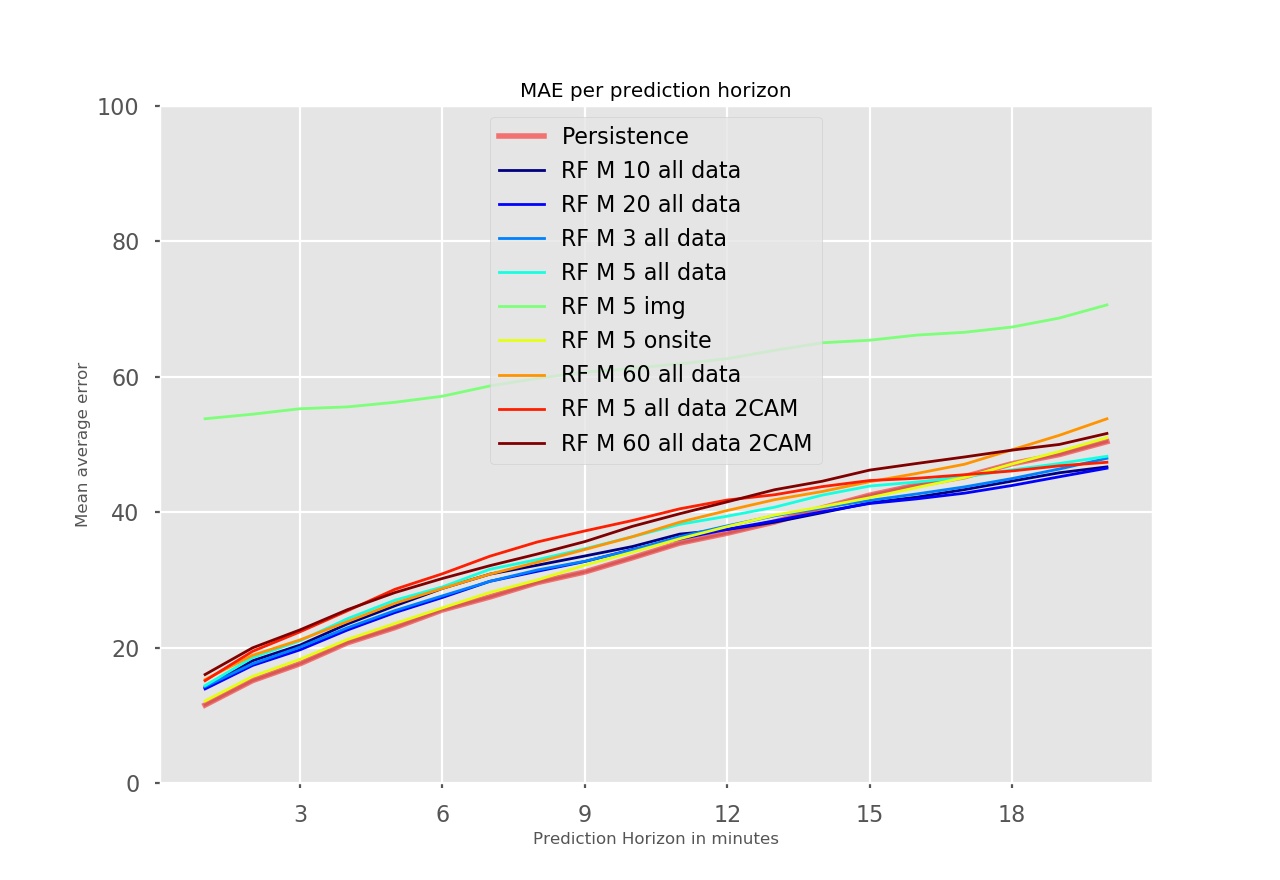 MAE per prediction horizon
100
80
60
40
20
0
Mean average error
Persistence
RF M 10 all data
RF M 20 all data
RF M 3 all data
RF M 5 all data
RF M 5 img
RF M 5 onsite
RF M 60 all data
RF M 5 all data 2CAM
RF M 60 all data 2CAM
3 6 9 12 15 18
Prediction Horizon in minutes